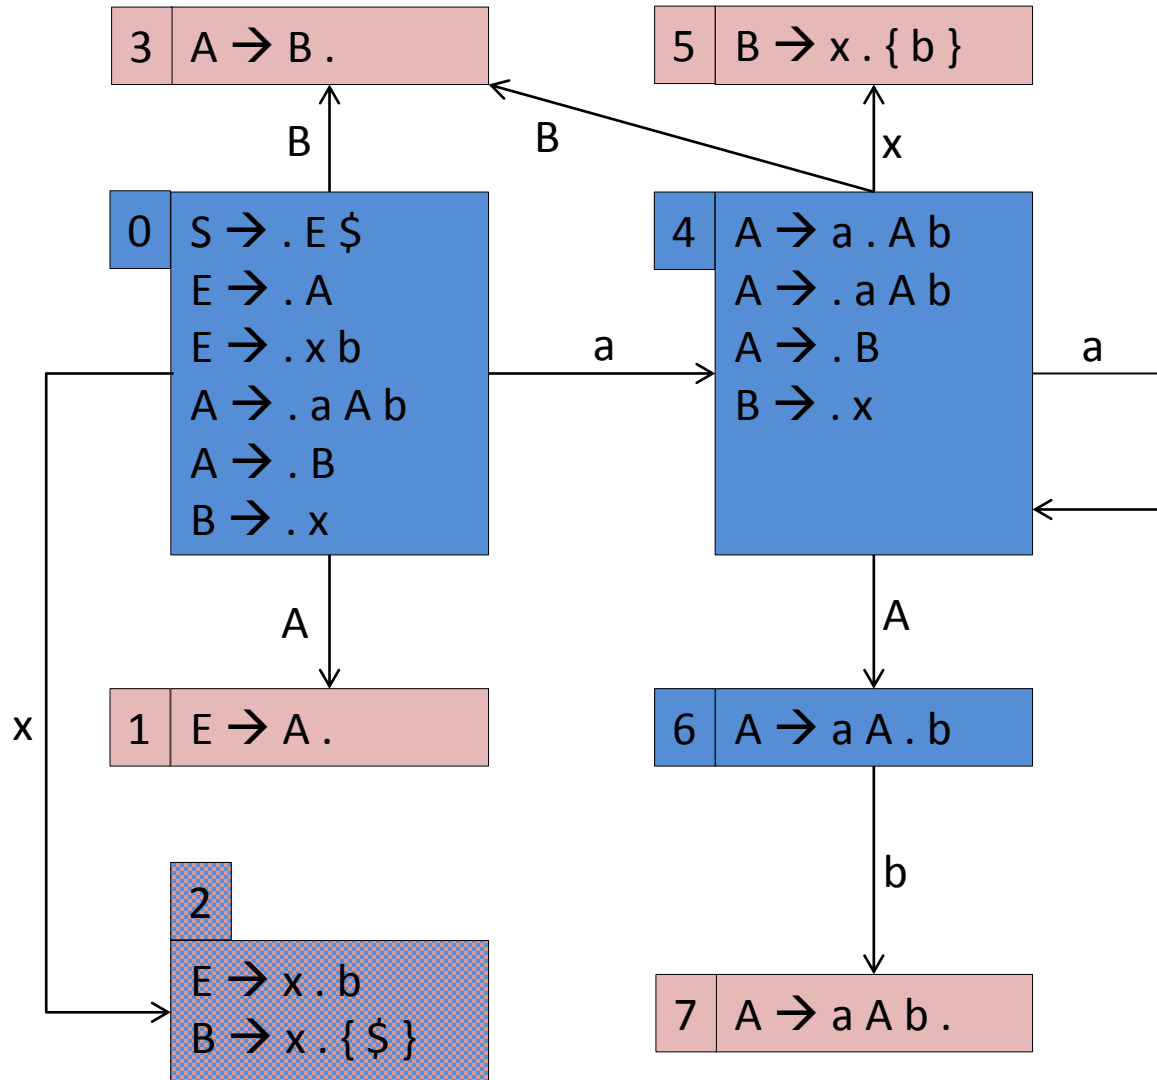 3 A → B .
5 B → x . { b }
B
B
x
0 S → . E $
E → . A
E → . x b
A → . a A b
A → . B
B → . x
a
4 A → a . A b
A → . a A b
A → . B
B → . x
a
A
A
x
1 E → A .
6 A → a A . b
b
2
E → x . b
B → x . { $ }
7 A → a A b .